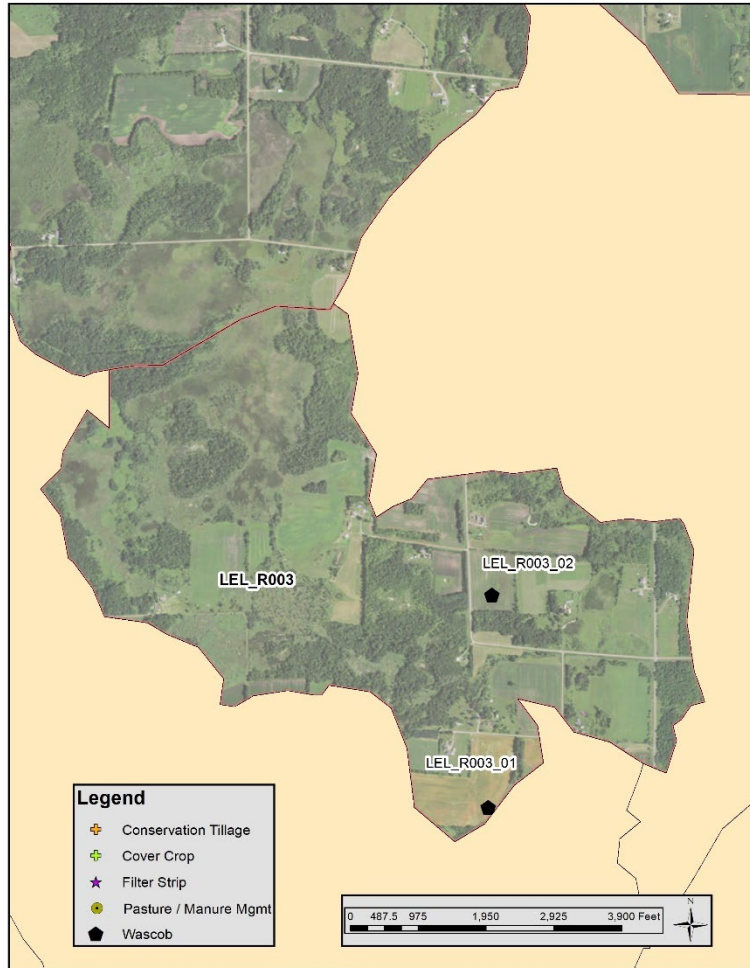 LEL_R003_02
LEL_R003
LEL_R003_01
Legend
Conservation Tillage
Cover Crop
Filter Strip
Pasture / Manure Mgmt
Wascob
N
0 487.5 975 1,950 2,925 3,900 Feet